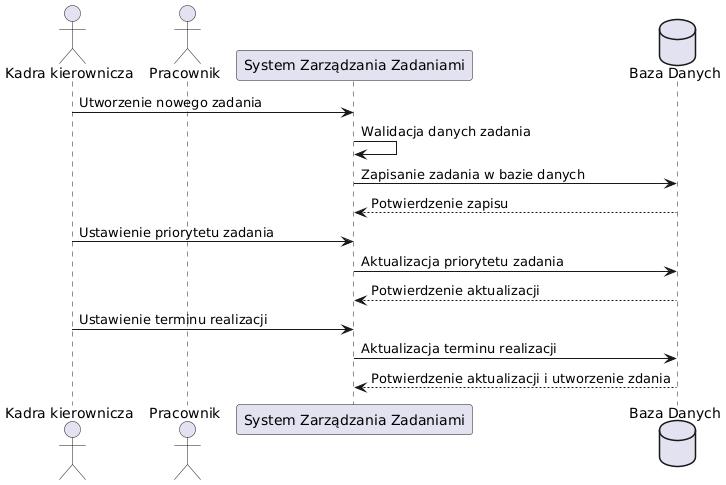 Kadra kierownicza
Pracownik
System Zarządzania Zadaniami
Baza Danych
Utworzenie nowego zadania
Walidacja danych zadania
Zapisanie zadania w bazie danych
Potwierdzenie zapisu
Ustawienie priorytetu zadania
Aktualizacja priorytetu zadania
Potwierdzenie aktualizacji
Ustawienie terminu realizacji
Aktualizacja terminu realizacji
Potwierdzenie aktualizacji i utworzenie zdania
Kadra kierownicza
Pracownik
System Zarządzania Zadaniami
Baza Danych